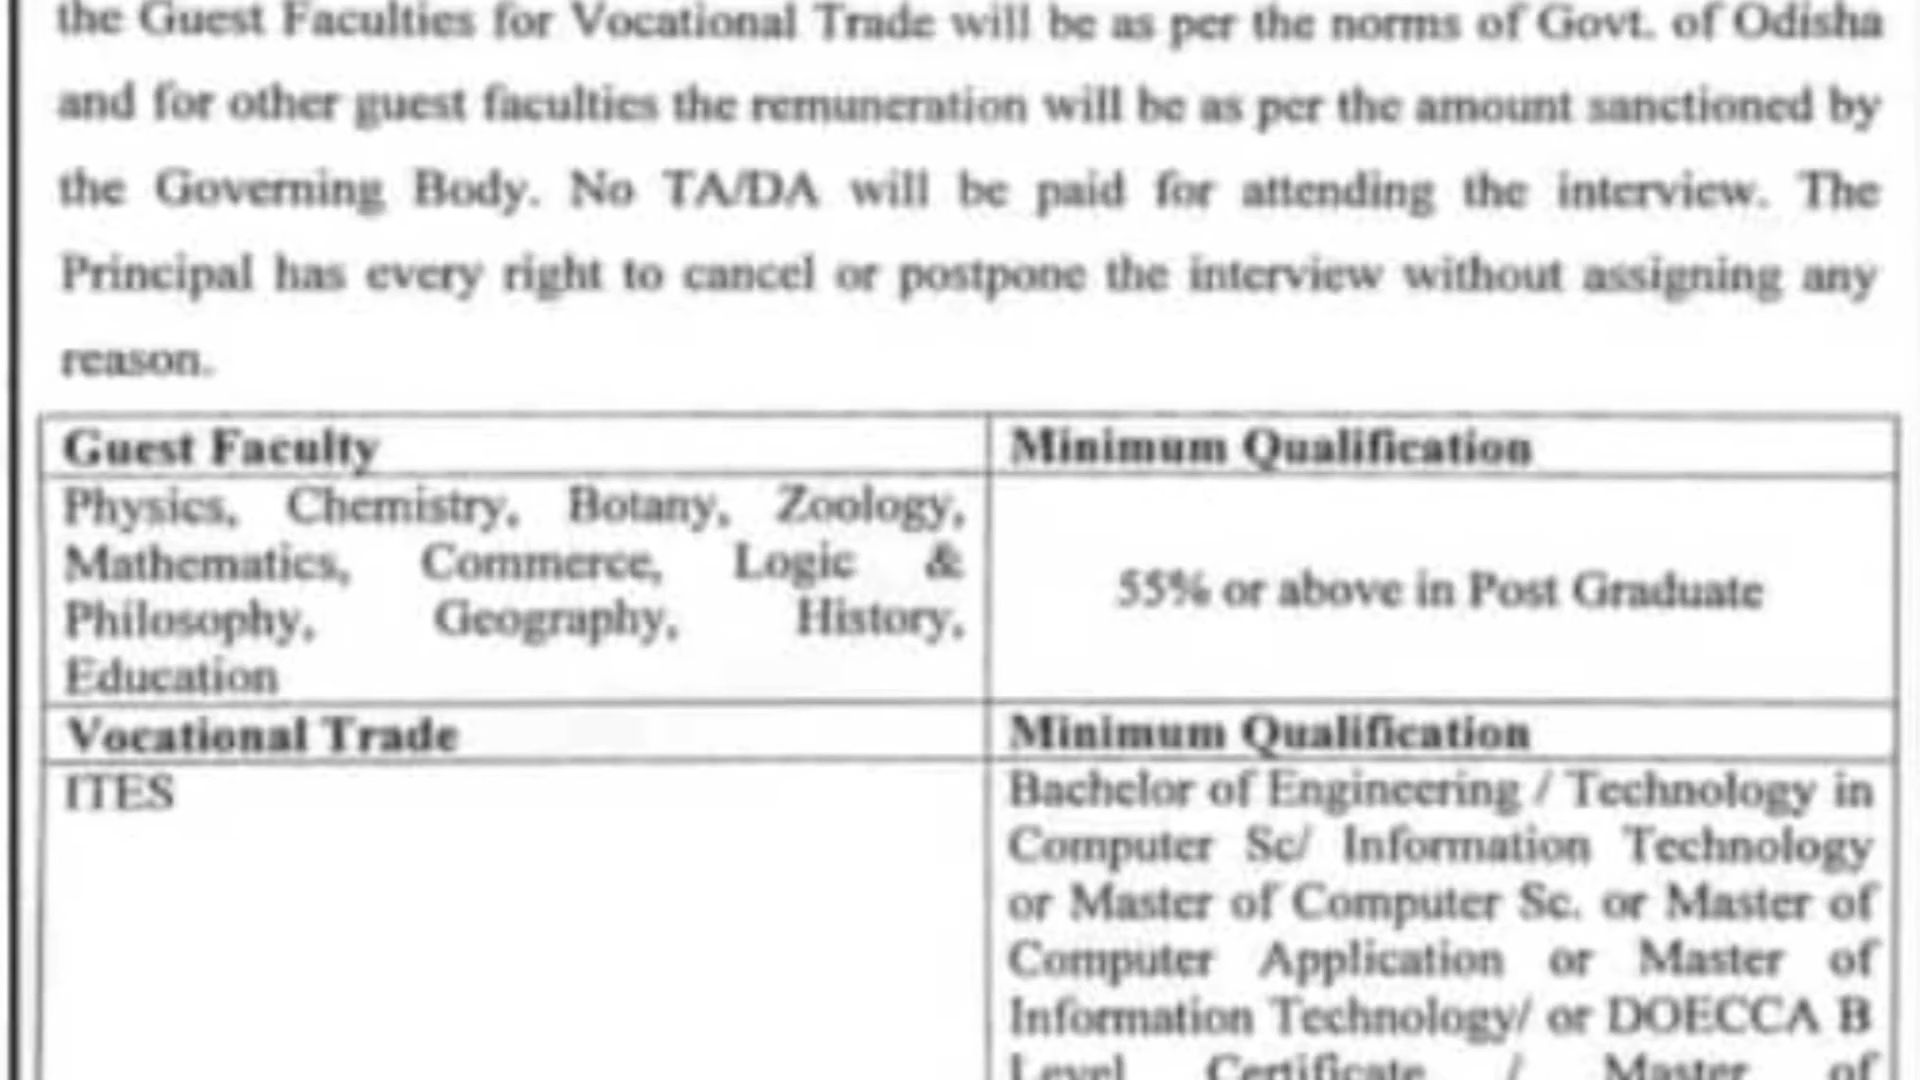 the Guest Faculties for Vocational Trade will be as per the norms of Govt. of Odisha
and for other guest faculties the remuneration will be as per the amount sanctioned by
the Governing Body. No TA/DA will be paid for attending the interview. The
Principal has every right to cancel or postpone the interview without assigning any
reason.
Guest Faculty
Minimum Qualification
Physics, Chemistry, Botany, Zoology,
Mathematics, Commerce, Logic &
Philosophy, Geography, History,
Education
55% or above in Post Graduate
Vocational Trade
Minimum Qualification
ITES
Bachelor of Engineering / Technology in
Computer Sc/ Information Technology
or Master of Computer Sc. or Master of
Computer Application or Master of
Information Technology/ or DOECCA B
Level Certificate / Master of